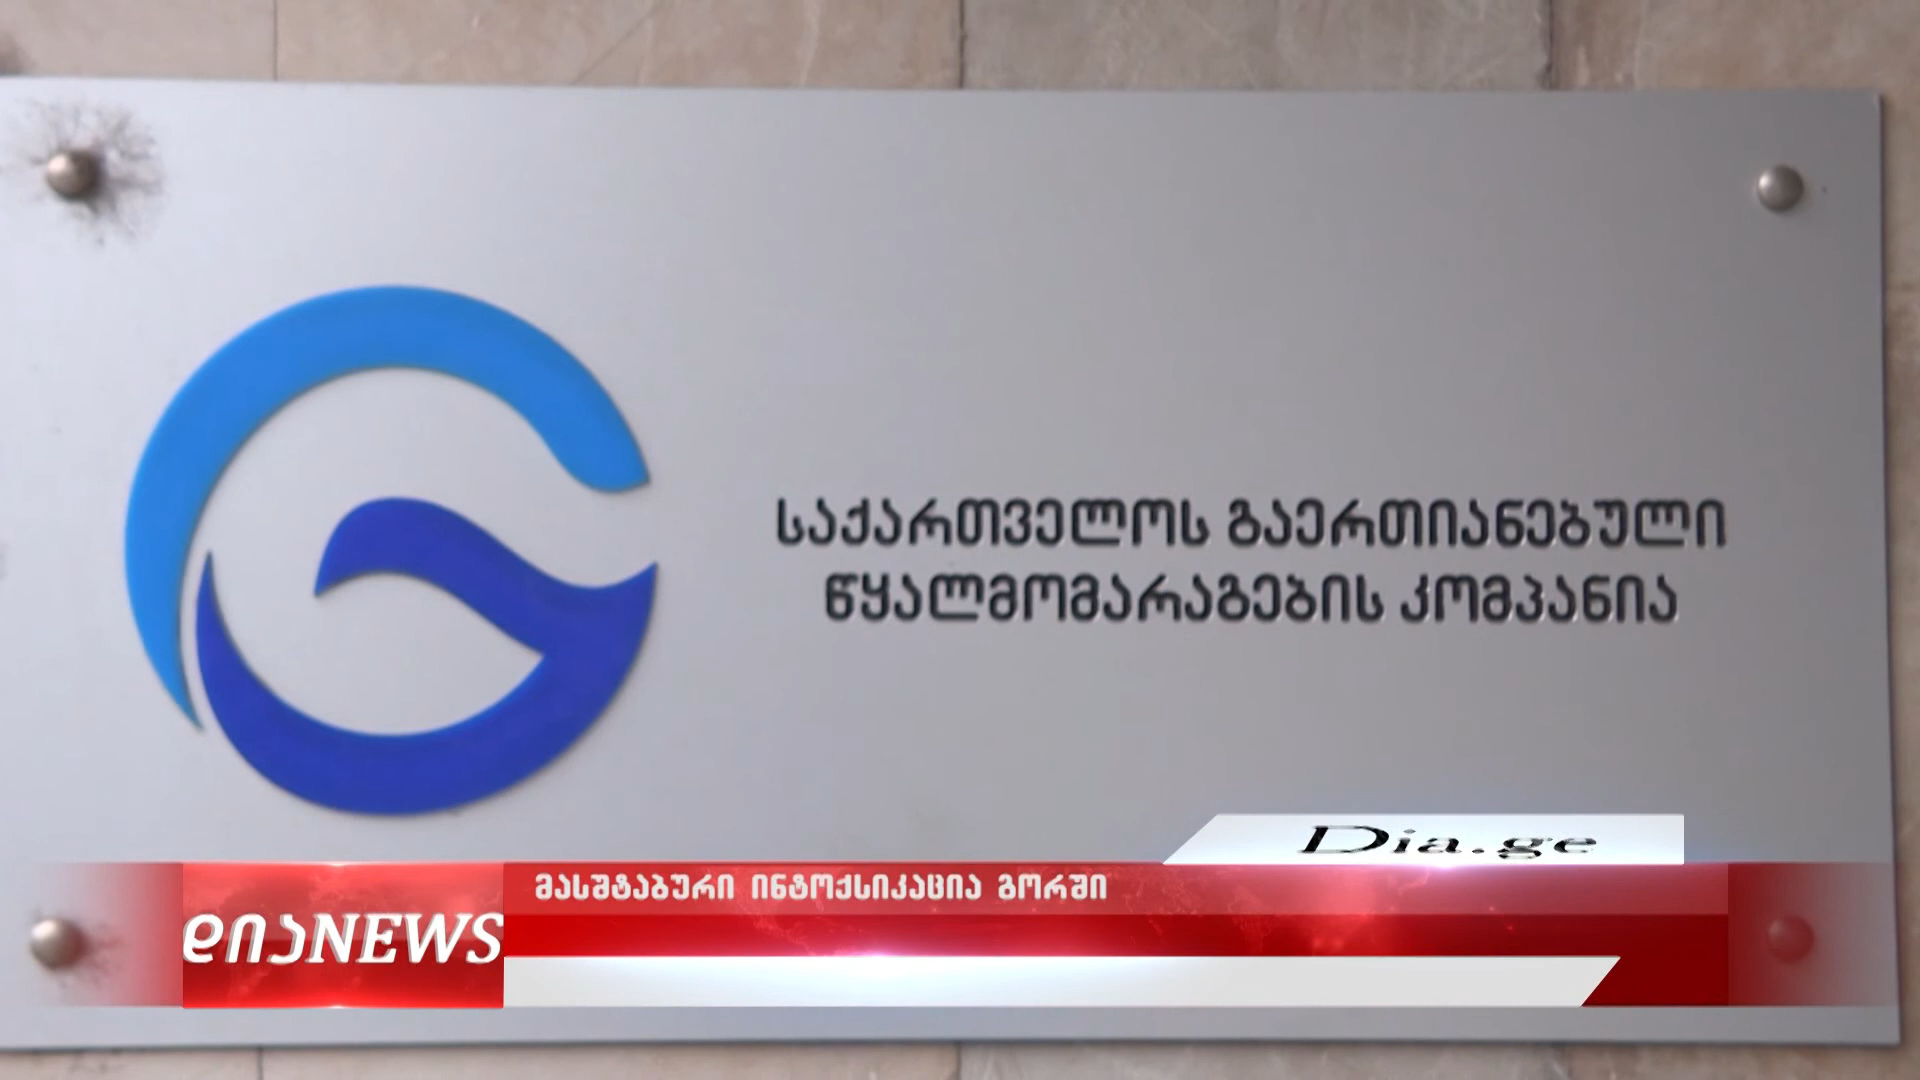 საქართველოს გაერთიანებული
წყალმომარაგების კომპანია
Dia.ge
მასშტაბური ინტოქსიკაცია გორში
დიაNEWS